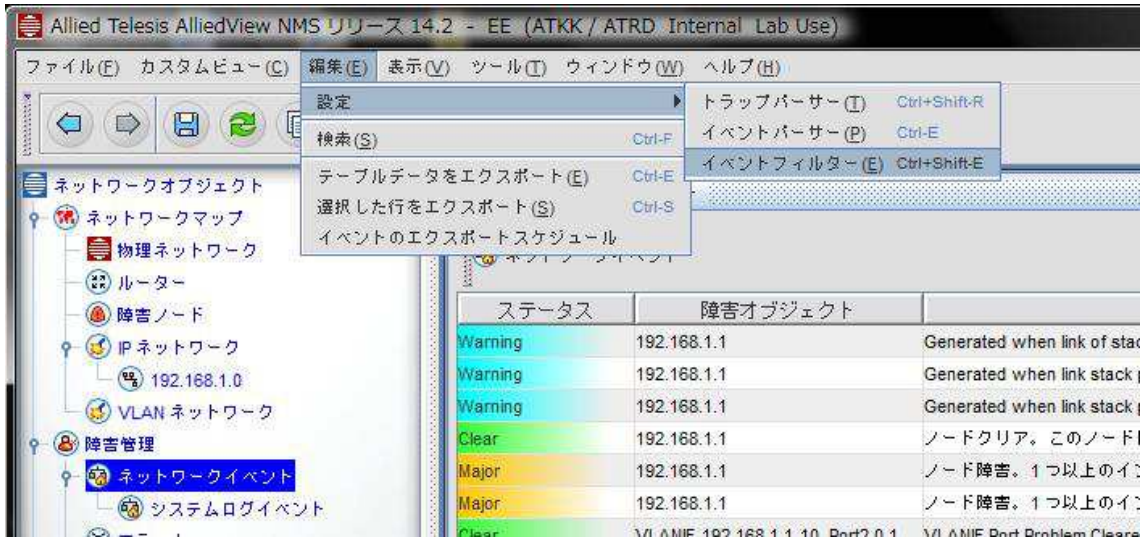 Allied Telesis AlliedView NMS リリース 14.2 - EE (ATKK / ATRD Internal Lab Use)
ファイル(F) カスタムビュー(C) 編集(E) 表示(V) ツール(T) ウィンドウ(W) ヘルプ(H)
設定
検索(S) Ctrl-F
テーブルデータをエクスポート(E) Ctrl-E
選択した行をエクスポート(S) Ctrl-S
イベントのエクスポートスケジュール
トラップパーサー(T) Ctrl+Shift-R
イベントパーサー(P) Ctrl-E
イベントフィルター(E) Ctrl+Shift-E
ネットワークオブジェクト
ネットワークマップ
物理ネットワーク
ルーター
障害ノード
IP ネットワーク
192.168.1.0
VLAN ネットワーク
障害管理
ネットワークイベント
システムログイベント
ステータス 障害オブジェクト
Warning 192.168.1.1 Generated when link of stac
Warning 192.168.1.1 Generated when link stack
Warning 192.168.1.1 Generated when link stack
Clear 192.168.1.1 ノードクリア。このノード
Major 192.168.1.1 ノード障害。1つ以上のイ
Major 192.168.1.1 ノード障害。1つ以上のイ
Clear VLANIF_192.168.1.1_10_Port2.0.1 VLANIF Port Problem Cleare